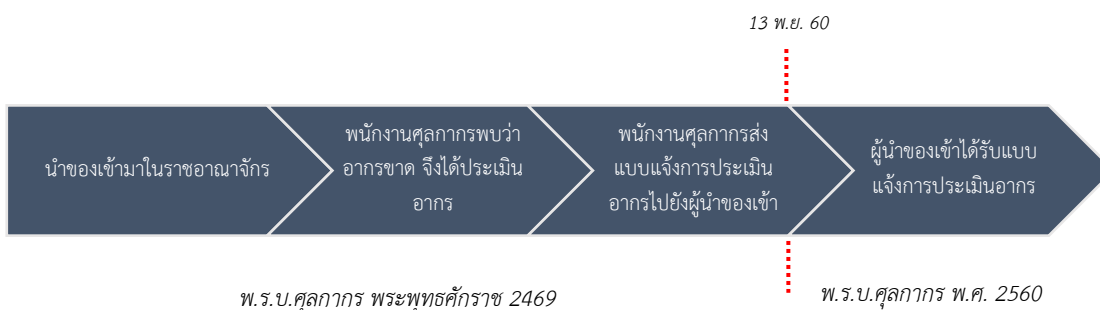 13 พ.ย. 60
นำของเข้ามาในราชอาณาจักร
พนักงานศุลกากรพบว่า
อากรขาด จึงได้ประเมิน
อากร
พนักงานศุลกากรส่ง
แบบแจ้งการประเมิน
อากรไปยังผู้นำของเข้า
ผู้นำของเข้าได้รับแบบ
แจ้งการประเมินอากร
พ.ร.บ.ศุลกากร พระพุทธศักราช 2469
พ.ร.บ.ศุลกากร พ.ศ. 2560